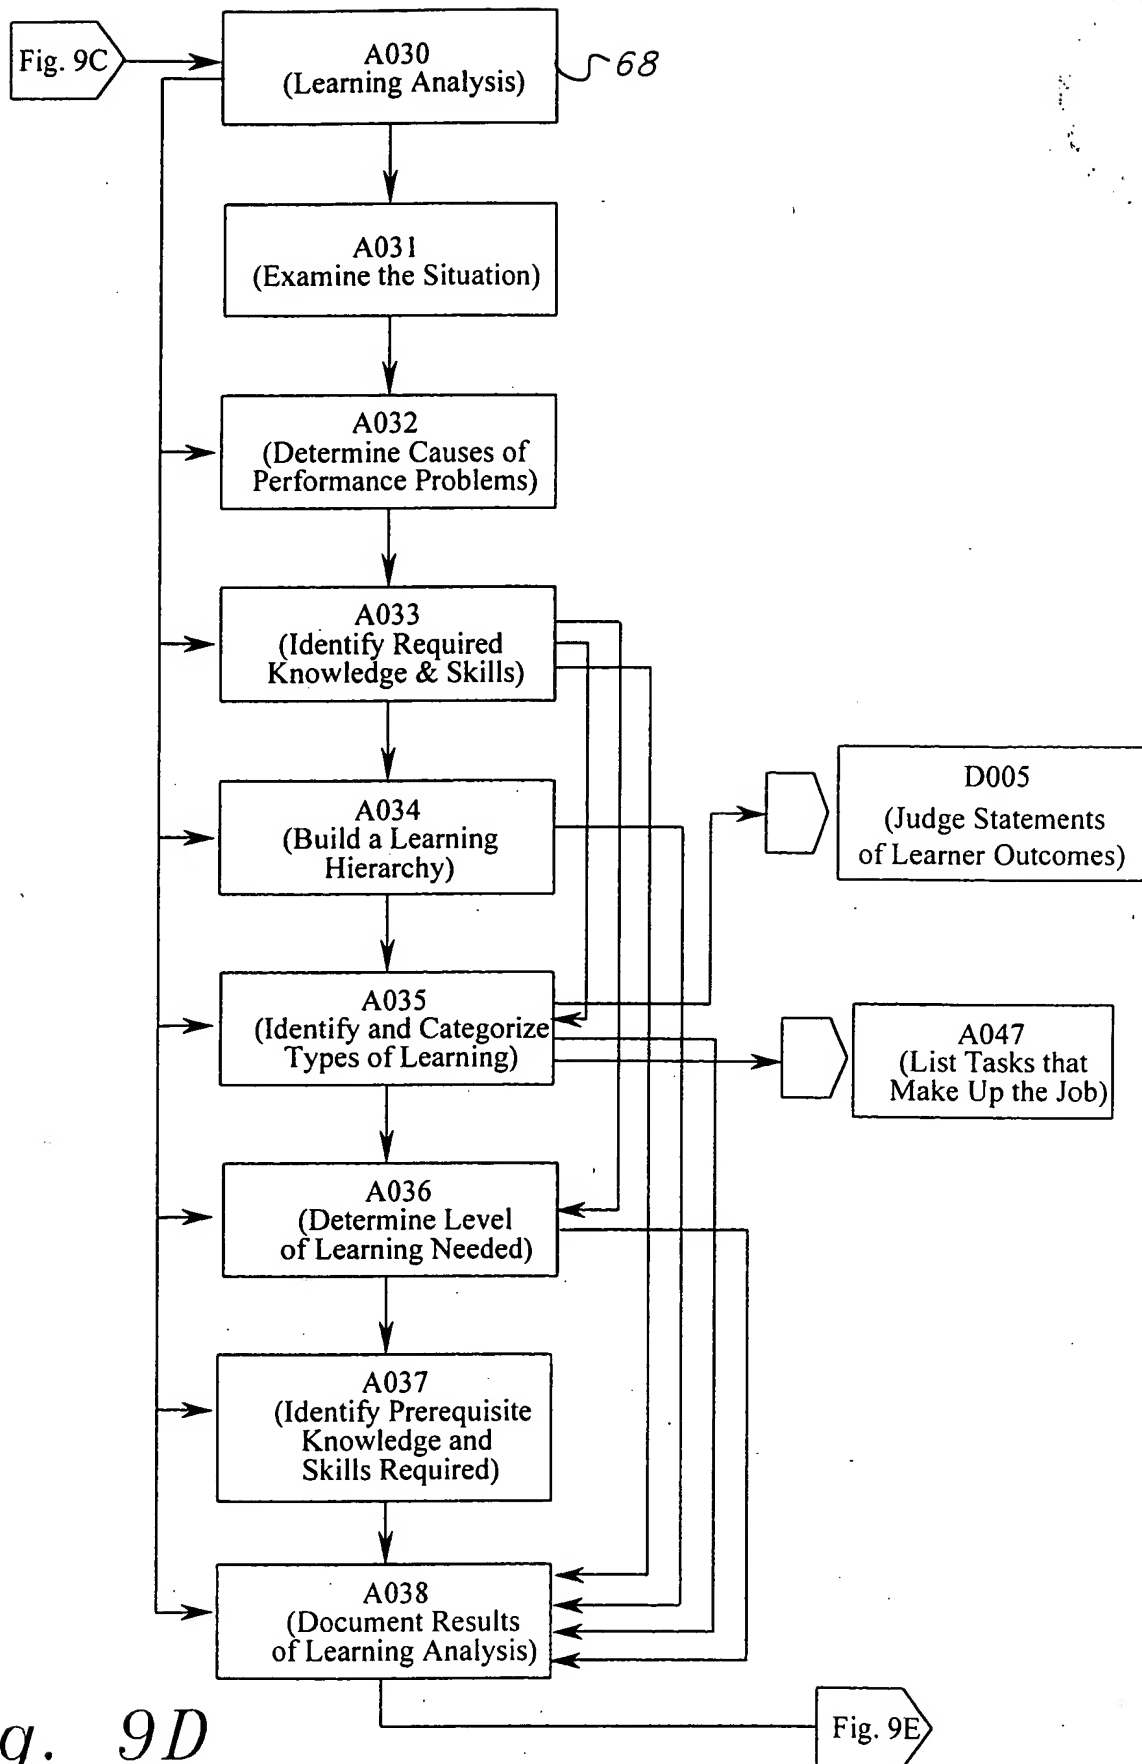 Fig. 9C
A030
(Learning Analysis)
68
A031
(Examine the Situation)
A032
(Determine Causes of
Performance Problems)
A033
(Identify Required
Knowledge & Skills)
A034
(Build a Learning
Hierarchy)
D005
(Judge Statements
of Learner Outcomes)
A035
(Identify and Categorize
Types of Learning)
A047
(List Tasks that
Make Up the Job)
A036
(Determine Level
of Learning Needed)
A037
(Identify Prerequisite
Knowledge and
Skills Required)
A038
(Document Results
of Learning Analysis)
Fig. 9E
g. 9D